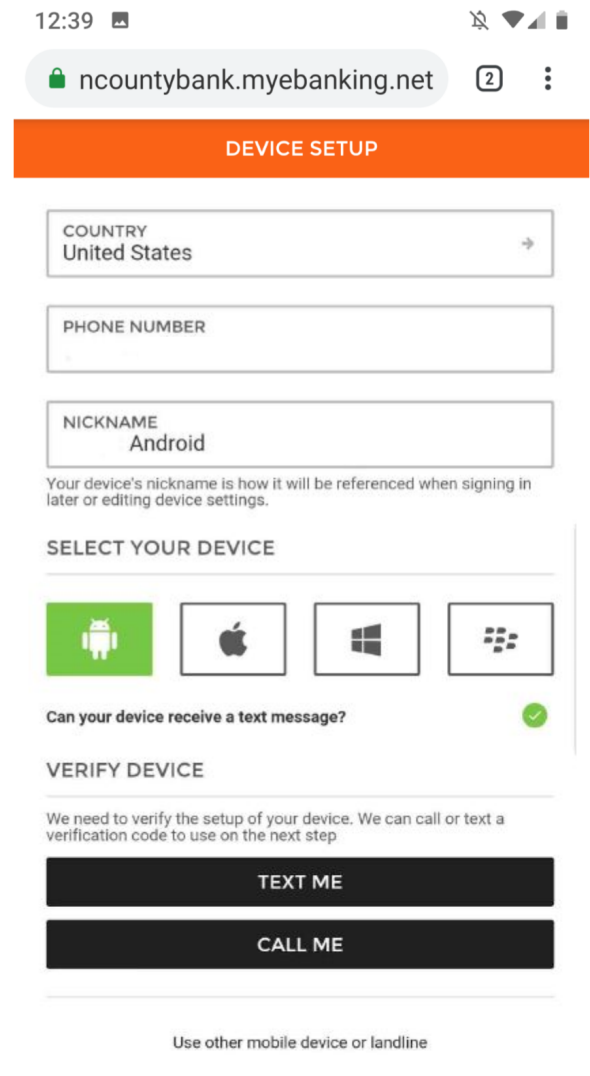 12:39
ncountybank.myebanking.net
2
DEVICE SETUP
COUNTRY
United States
PHONE NUMBER
NICKNAME
Android
Your device's nickname is how it will be referenced when signing in
later or editing device settings.
SELECT YOUR DEVICE
Can your device receive a text message?
VERIFY DEVICE
We need to verify the setup of your device. We can call or text a
verification code to use on the next step
TEXT ME
CALL ME
Use other mobile device or landline